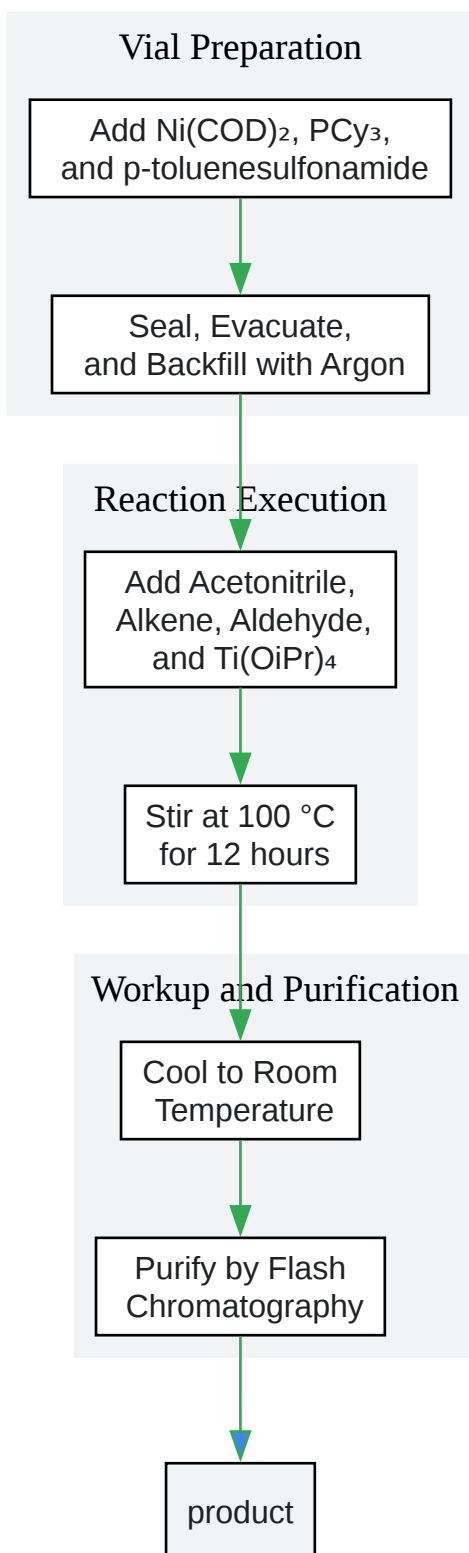 Vial Preparation
Add Ni(COD)₂, PCy₃,
and p-toluenesulfonamide
Seal, Evacuate,
and Backfill with Argon
Reaction Execution
Add Acetonitrile,
Alkene, Aldehyde,
and Ti(OiPr)₄
Stir at 100 °C
for 12 hours
Workup and Purification
Cool to Room
Temperature
Purify by Flash
Chromatography
product